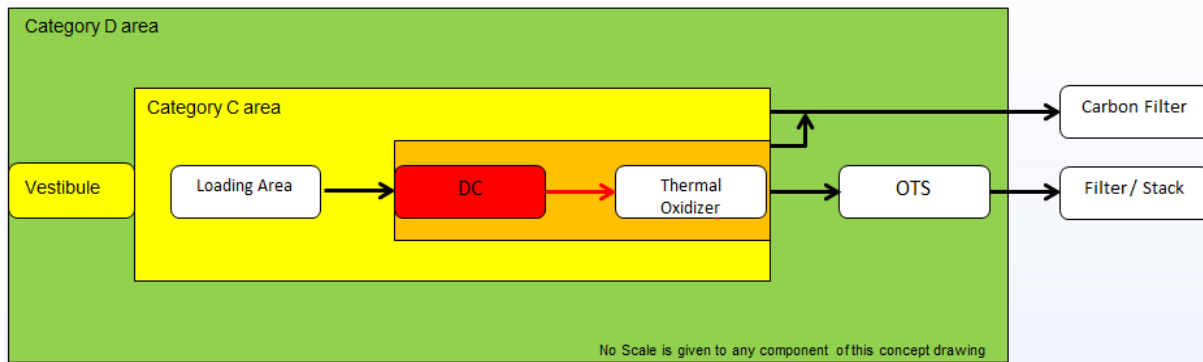 Category D area
Category C area
Carbon Filter
Vestibule
Loading Area
DC
Thermal
Oxidizer
OTS
Filter / Stack
No Scale is given to any component of this concept drawing